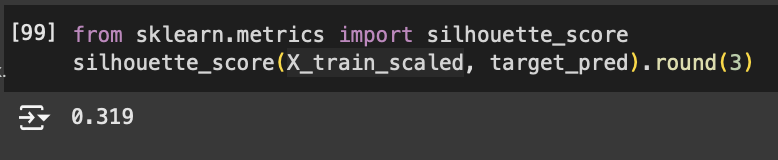 [99] from sklearn.metrics import silhouette_score
silhouette_score(X_train_scaled, target_pred).round(3)
0.319